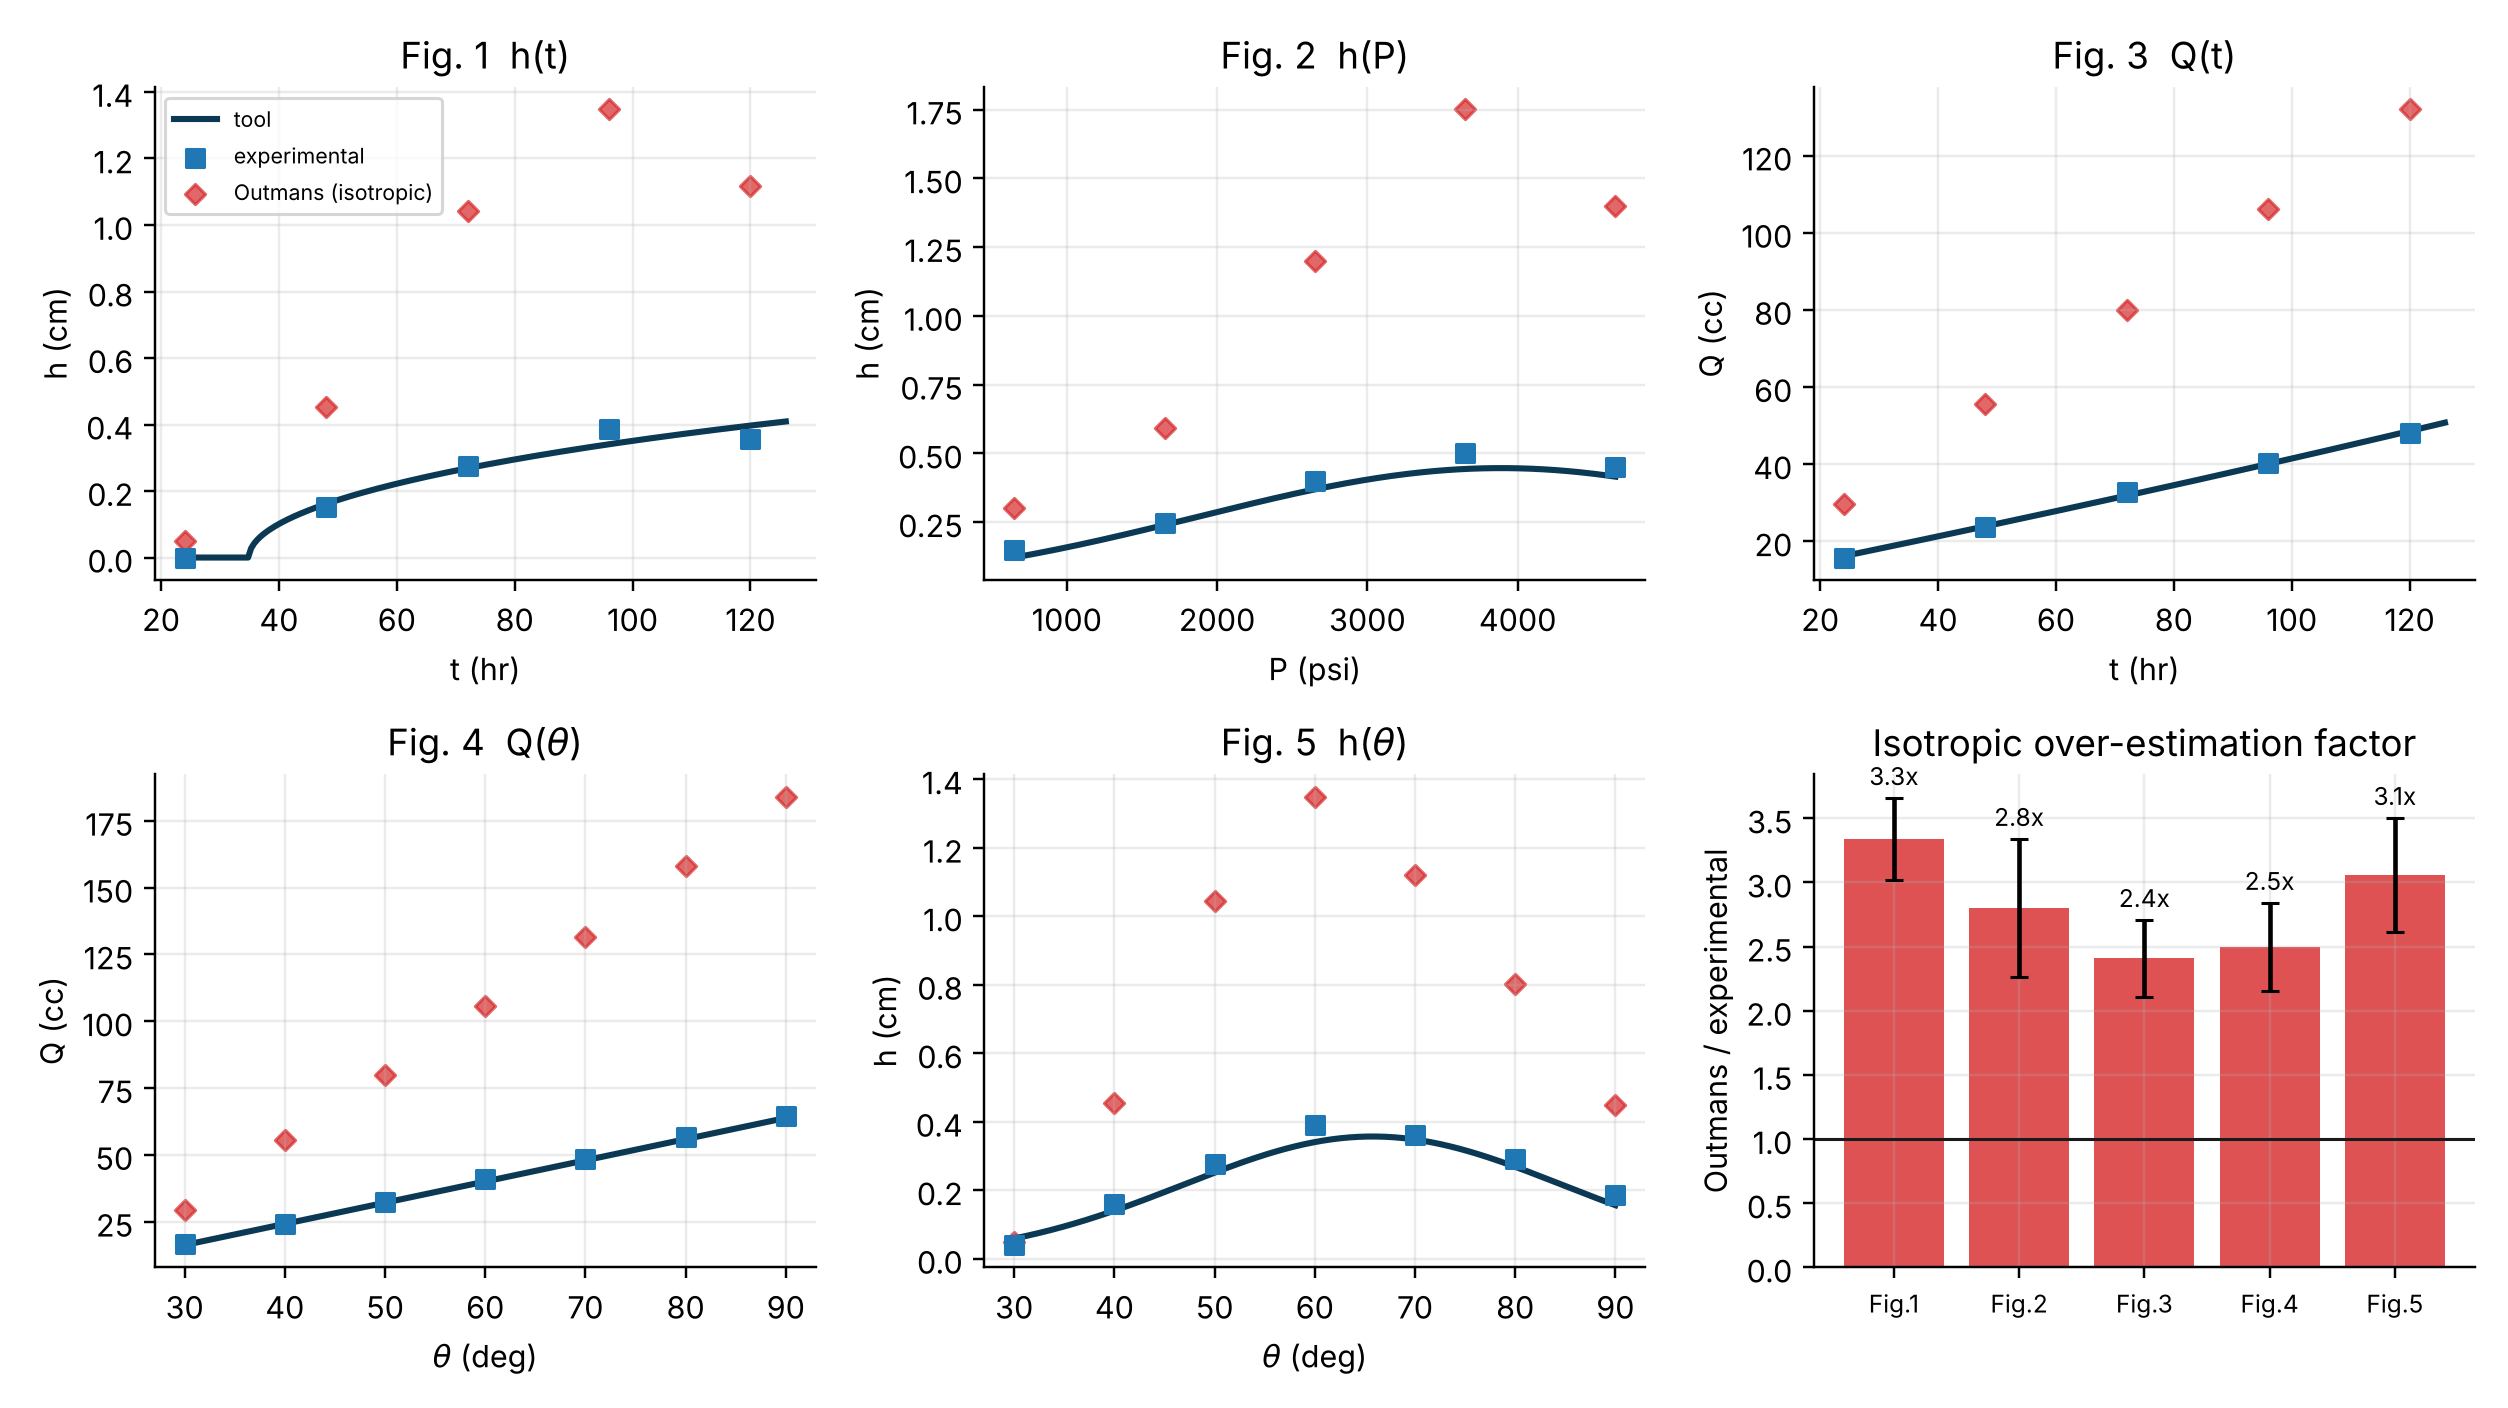 Fig. 1 h(t)
1.4
1.2
1.0
0.8
0.6
0.4
0.2
0.0
h (cm)
tool
experimental
Outmans (isotropic)
20 40 60 80 100 120
t (hr)
Fig. 2 h(P)
1.75
1.50
1.25
1.00
0.75
0.50
0.25
h (cm)
1000 2000 3000 4000
P (psi)
Fig. 3 Q(t)
120
100
80
60
40
20
Q (cc)
20 40 60 80 100 120
t (hr)
Fig. 4 Q(θ)
175
150
125
100
75
50
25
Q (cc)
30 40 50 60 70 80 90
θ (deg)
Fig. 5 h(θ)
1.4
1.2
1.0
0.8
0.6
0.4
0.2
0.0
h (cm)
30 40 50 60 70 80 90
θ (deg)
Isotropic over-estimation factor
3.5
3.0
2.5
2.0
1.5
1.0
0.5
0.0
Outmans / experimental
3.3x
2.8x
2.4x
2.5x
3.1x
Fig.1 Fig.2 Fig.3 Fig.4 Fig.5